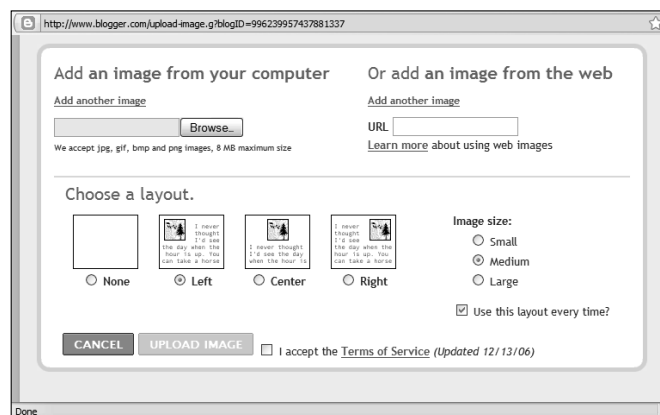 http://www.blogger.com/upload-image.g?blogID=996239957437881337
Add an image from your computer
Add another image
Browse...
We accept jpg, gif, bmp and png images, 8 MB maximum size
Or add an image from the web
Add another image
URL
Learn more about using web images
Choose a layout.
I never
thought
I'd see
the day when the
hour is up. You
can take a horse
I never thought
I'd see the day
when the hour is
I never
thought
I'd see
the day when the
hour is up. You
can take a horse
None
Left
Center
Right
Image size:
Small
Medium
Large
Use this layout every time?
CANCEL
UPLOAD IMAGE
I accept the Terms of Service (Updated 12/13/06)
Done